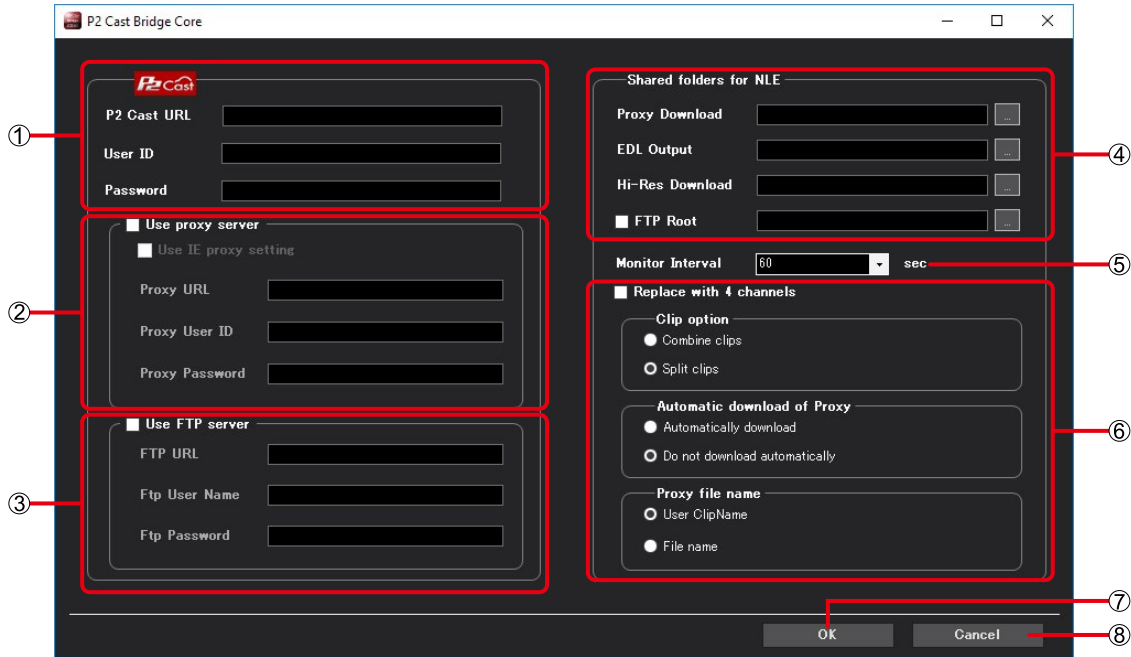 P2 Cast Bridge Core
P2 Cast
P2 Cast URL
User ID
Password
①
Use proxy server
Use IE proxy setting
Proxy URL
Proxy User ID
Proxy Password
②
Use FTP server
FTP URL
Ftp User Name
Ftp Password
③
Shared folders for NLE
Proxy Download ...
EDL Output ...
Hi-Res Download ...
FTP Root ...
④
Monitor Interval 60 sec
⑤
Replace with 4 channels
Clip option
Combine clips
Split clips
Automatic download of Proxy
Automatically download
Do not download automatically
Proxy file name
User ClipName
File name
⑥
⑦
OK Cancel
⑧